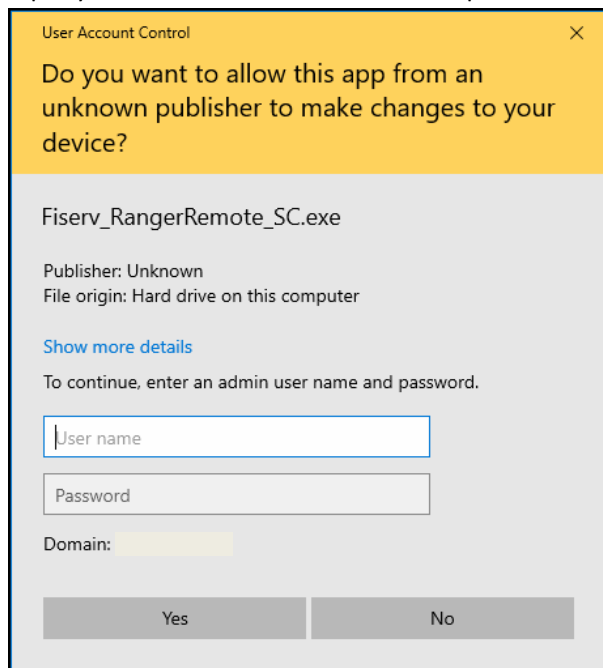 User Account Control
Do you want to allow this app from an
unknown publisher to make changes to your
device?
Fiserv_RangerRemote_SC.exe
Publisher: Unknown
File origin: Hard drive on this computer
Show more details
To continue, enter an admin user name and password.
User name
Password
Domain:
Yes No